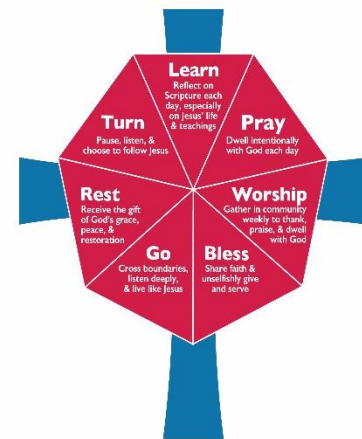 Learn
Reflect on
Scripture each
day, especially
on Jesus' life
& teachings
Pray
Dwell intentionally
with God each day
Worship
Gather in community
weekly to thank,
praise, & dwell
with God
Bless
Share faith &
unselfishly give
and serve
Go
Cross boundaries,
listen deeply,
& live like Jesus
Rest
Receive the gift
of God's grace,
peace, &
restoration
Turn
Pause, listen, &
choose to follow Jesus